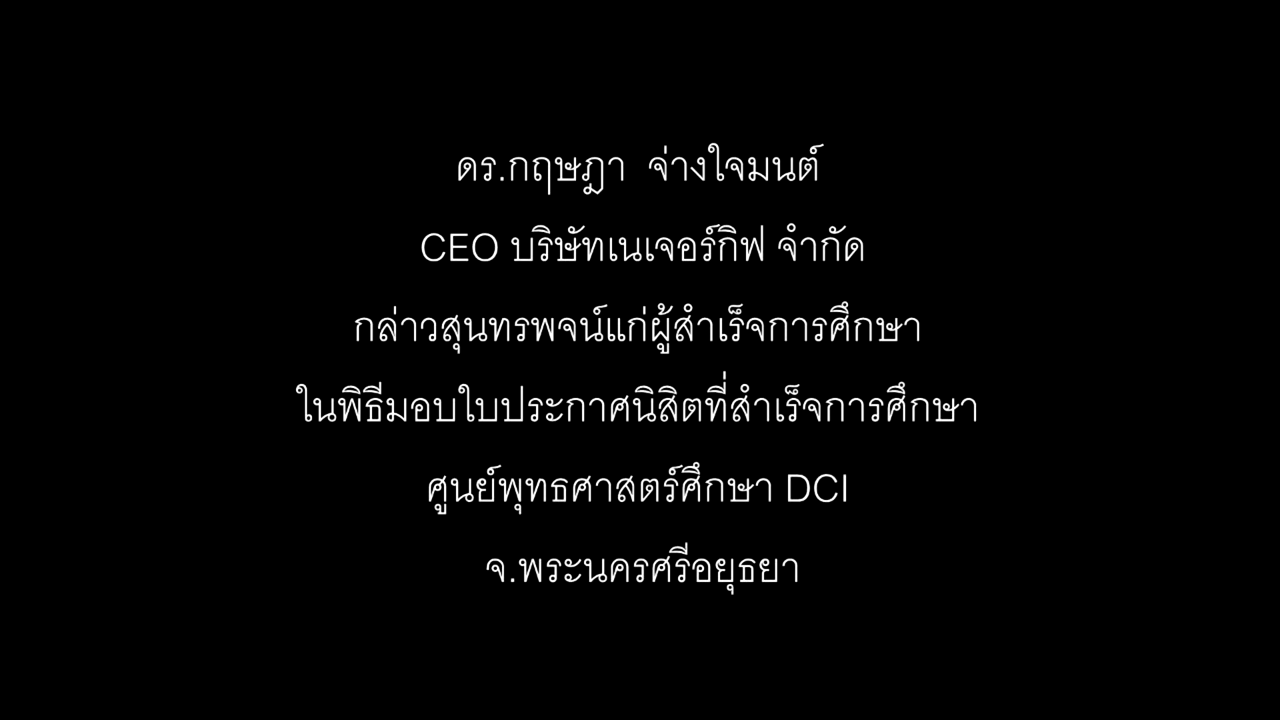 ดร.กฤษฎา จ่างใจมนต์
CEO บริษัทเนเจอร์กิฟ จำกัด
กล่าวสุนทรพจน์แก่ผู้สำเร็จการศึกษา
ในพิธีมอบใบประกาศนิสิตที่สำเร็จการศึกษา
ศูนย์พุทธศาสตร์ศึกษา DCI
จ.พระนครศรีอยุธยา